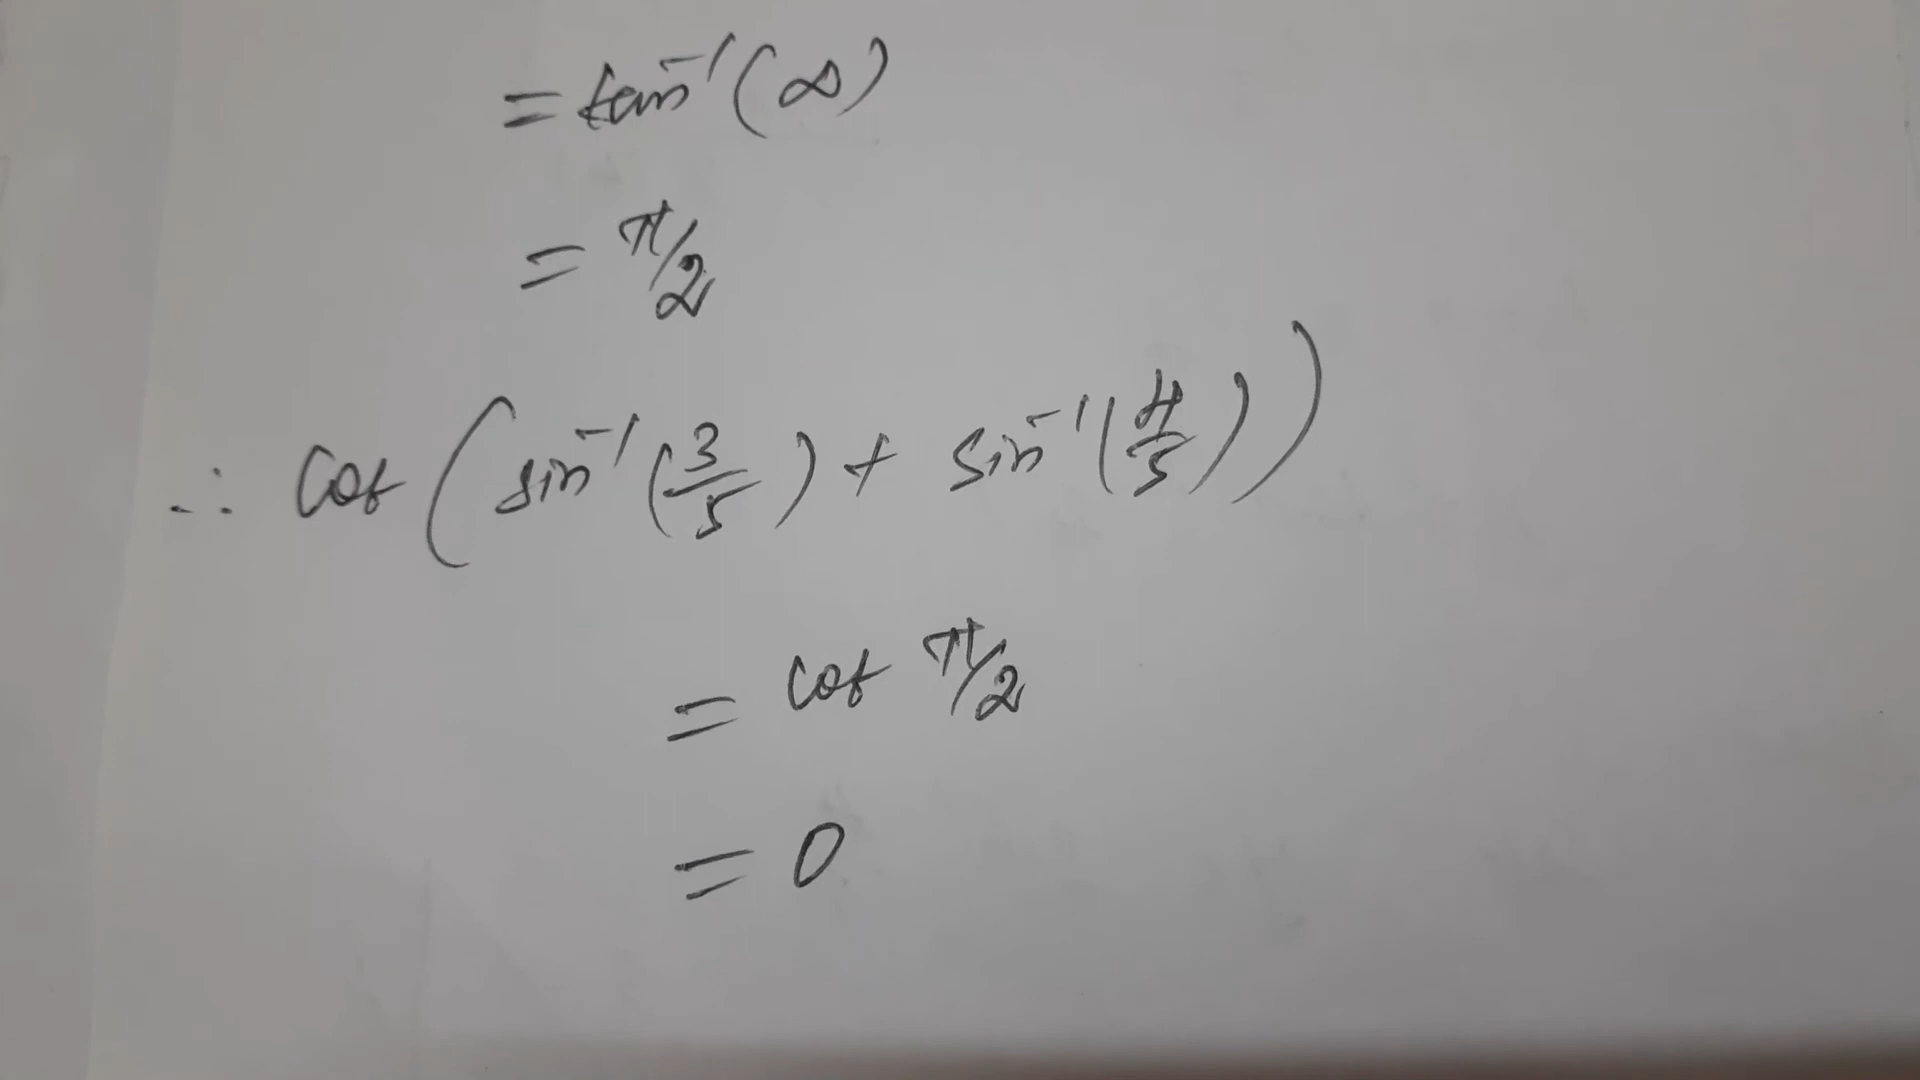 = tan⁻¹(∞)
= π/2
∴ cot(sin⁻¹(3/5) + sin⁻¹(4/5))
= cot π/2
= 0